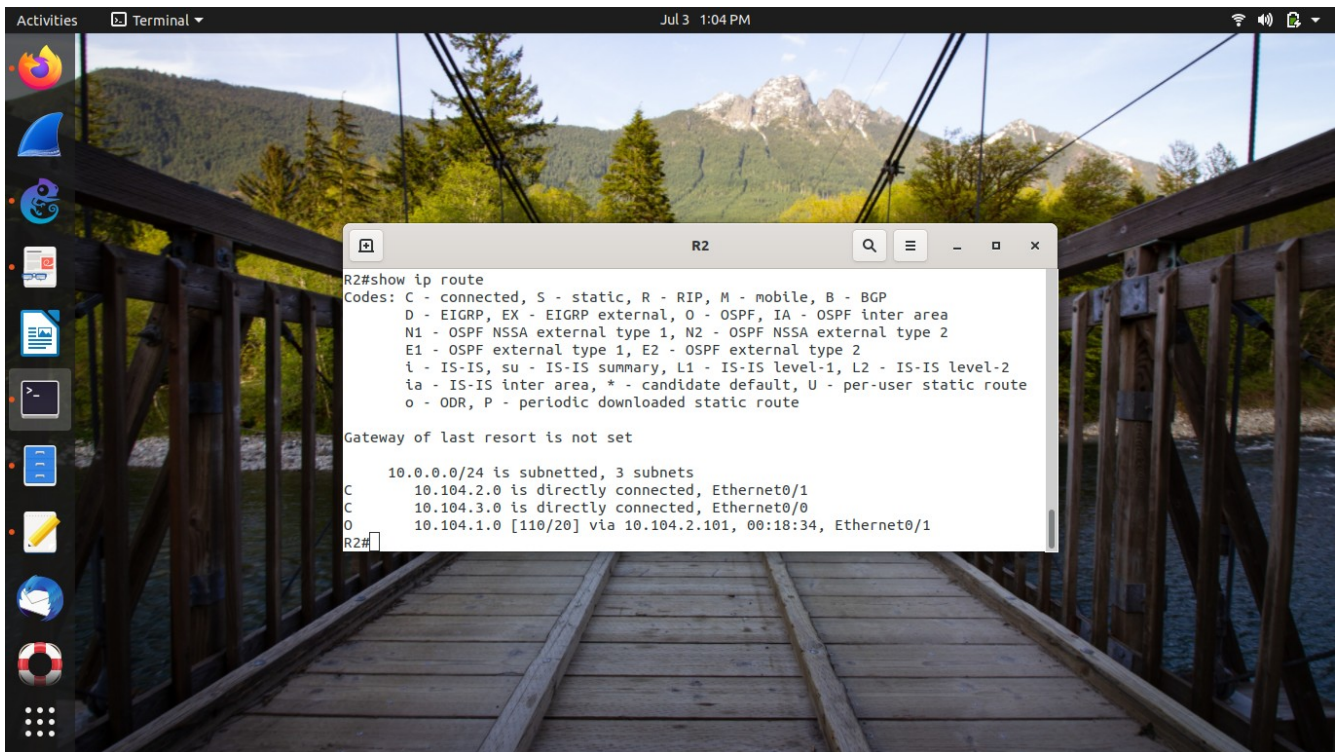 Activities Terminal Jul 3 1:04 PM
R2
R2#show ip route
Codes: C - connected, S - static, R - RIP, M - mobile, B - BGP
D - EIGRP, EX - EIGRP external, O - OSPF, IA - OSPF inter area
N1 - OSPF NSSA external type 1, N2 - OSPF NSSA external type 2
E1 - OSPF external type 1, E2 - OSPF external type 2
i - IS-IS, su - IS-IS summary, L1 - IS-IS level-1, L2 - IS-IS level-2
ia - IS-IS inter area, * - candidate default, U - per-user static route
o - ODR, P - periodic downloaded static route
Gateway of last resort is not set
10.0.0.0/24 is subnetted, 3 subnets
C 10.104.2.0 is directly connected, Ethernet0/1
C 10.104.3.0 is directly connected, Ethernet0/0
O 10.104.1.0 [110/20] via 10.104.2.101, 00:18:34, Ethernet0/1
R2#